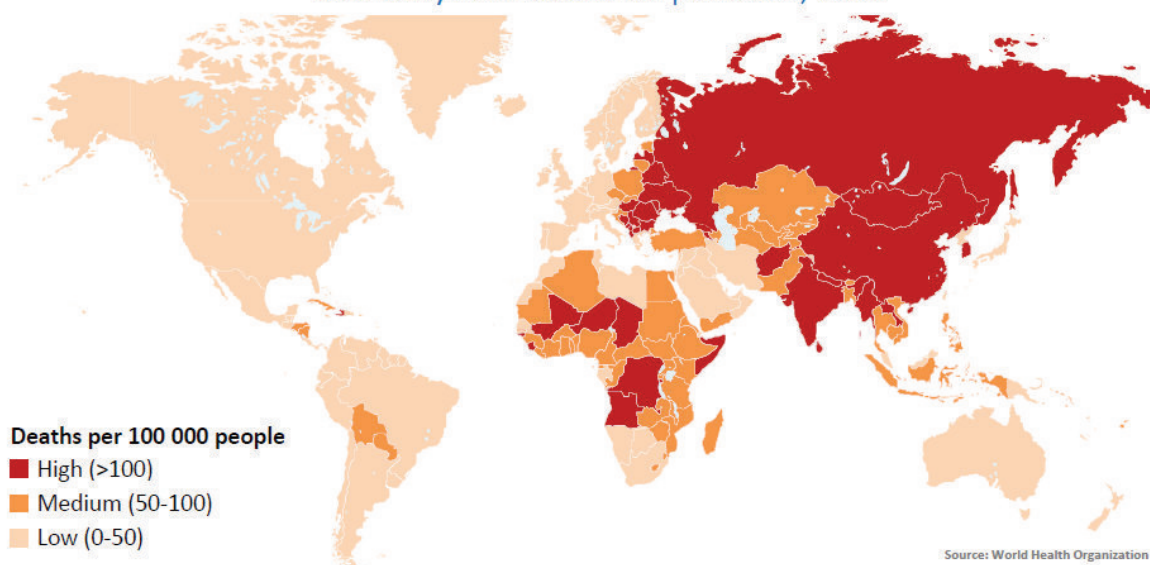 Deaths per 100 000 people
High (>100)
Medium (50-100)
Low (0-50)
Source: World Health Organization